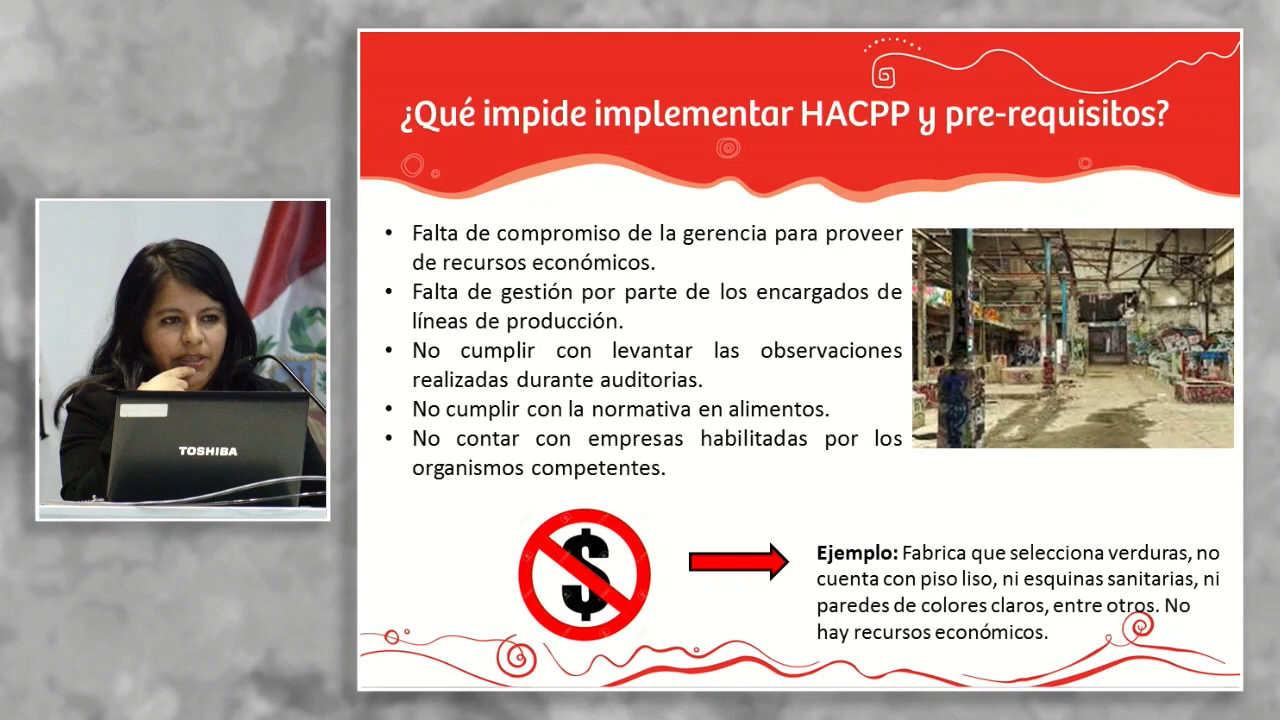 ¿Qué impide implementar HACPP y pre-requisitos?
• Falta de compromiso de la gerencia para proveer
de recursos económicos.
• Falta de gestión por parte de los encargados de
líneas de producción.
• No cumplir con levantar las observaciones
realizadas durante auditorias.
• No cumplir con la normativa en alimentos.
• No contar con empresas habilitadas por los
organismos competentes.
TOSHIBA
$
Ejemplo: Fabrica que selecciona verduras, no
cuenta con piso liso, ni esquinas sanitarias, ni
paredes de colores claros, entre otros. No
hay recursos económicos.